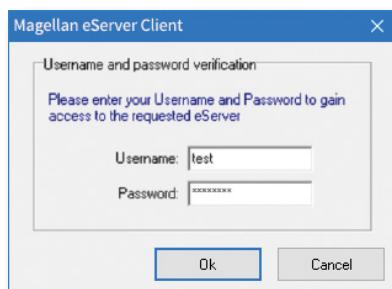 Magellan eServer Client
Username and password verification
Please enter your Username and Password to gain
access to the requested eServer
Username: test
Password: ********
Ok Cancel